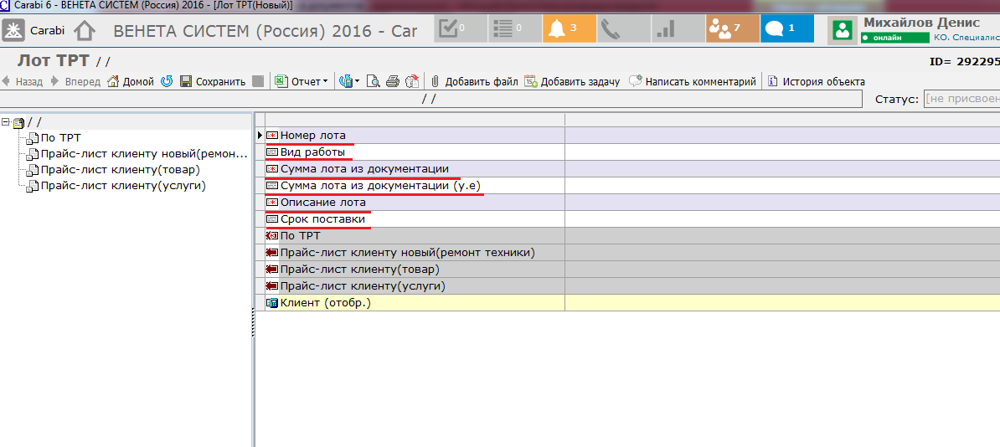 Carabi 6 - ВЕНЕТА СИСТЕМ (Россия) 2016 - [Лот ТРТ(Новый)]
Carabi ВЕНЕТА СИСТЕМ (Россия) 2016 - Car 0 0 3 7 1 Михайлов Денис
онлайн КО. Специалис
Лот ТРТ / / ID= 292295
Назад Вперед Домой Сохранить Отчет Добавить файл Добавить задачу Написать комментарий История объекта
/ / Статус: [не присвоен
/ /
По ТРТ
Прайс-лист клиенту новый(ремон...
Прайс-лист клиенту(товар)
Прайс-лист клиенту(услуги)
Номер лота
Вид работы
Сумма лота из документации
Сумма лота из документации (у.е)
Описание лота
Срок поставки
По ТРТ
Прайс-лист клиенту новый(ремонт техники)
Прайс-лист клиенту(товар)
Прайс-лист клиенту(услуги)
Клиент (отобр.)